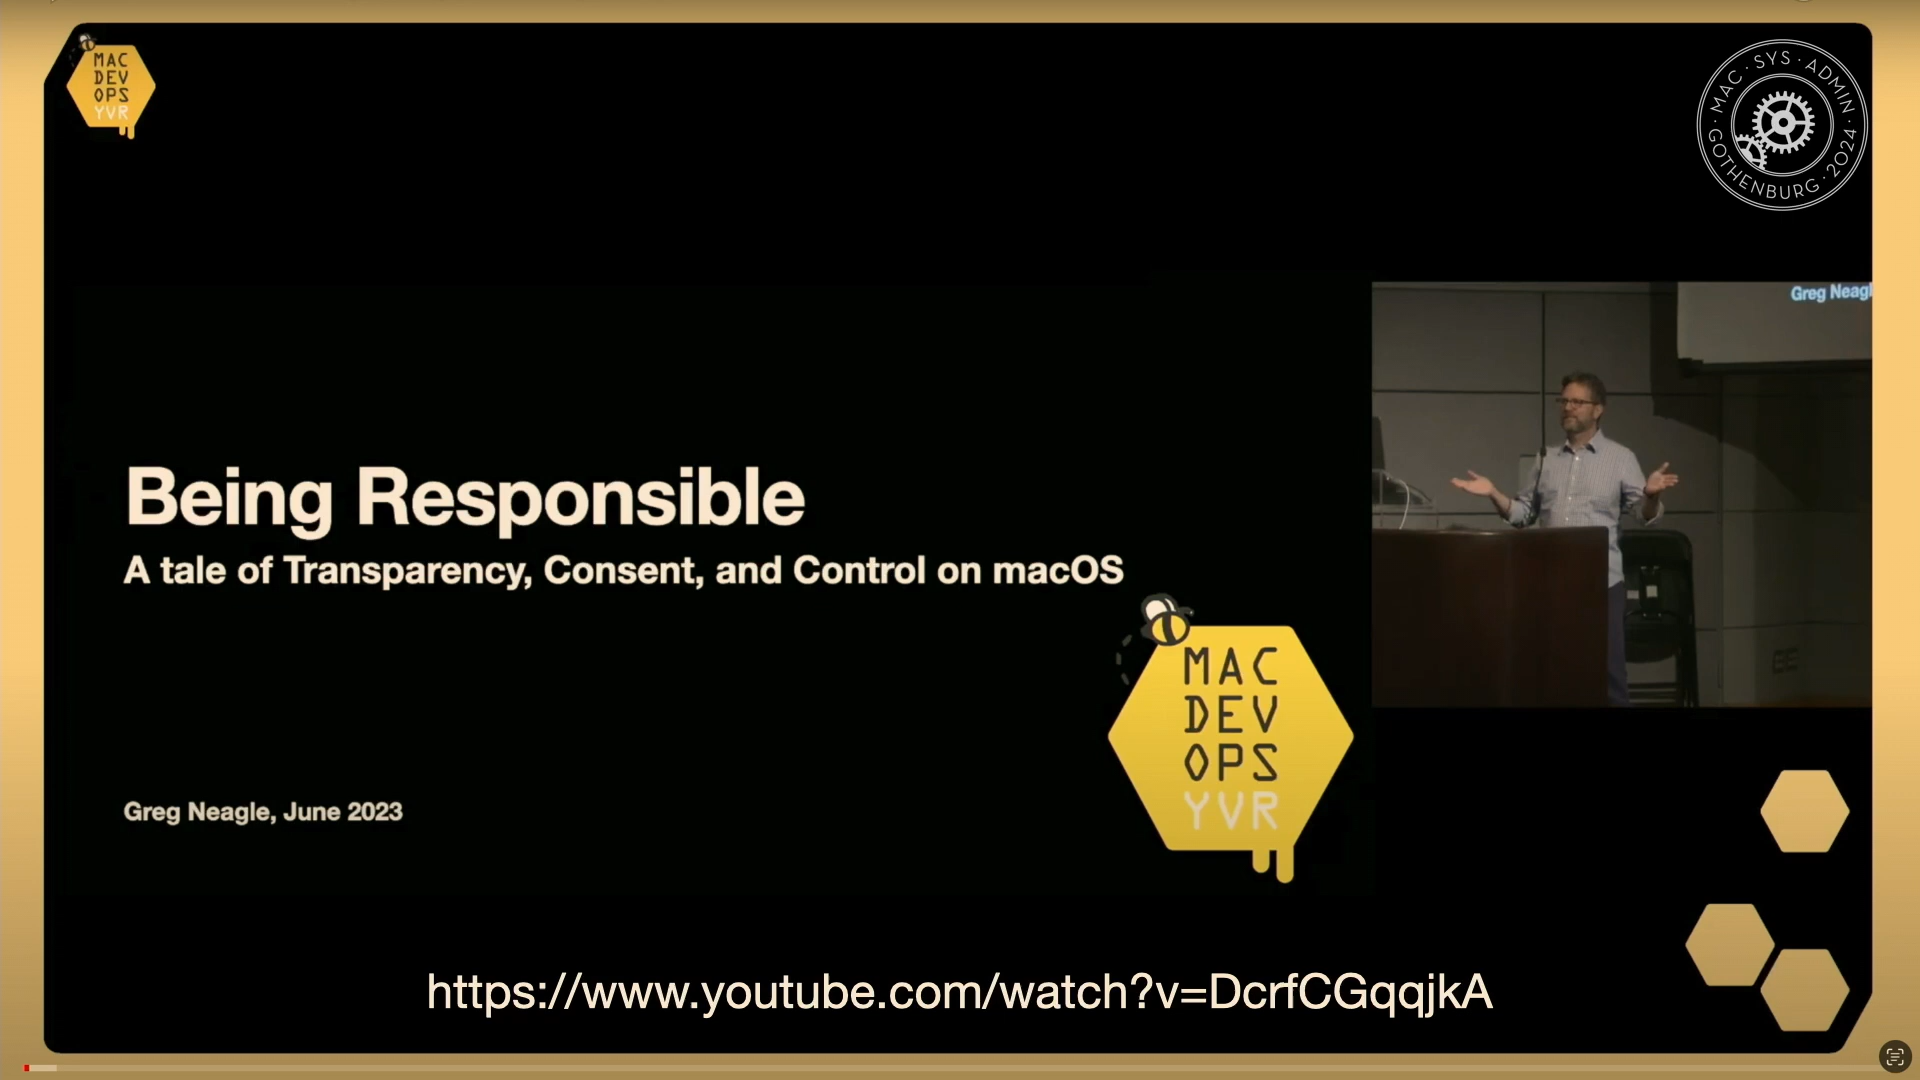 MAC
DEV
OPS
YVR
· MAC · SYS · ADMIN ·
GOTHENBURG · 2024
Greg Neagl
Being Responsible
A tale of Transparency, Consent, and Control on macOS
MAC
DEV
OPS
YVR
Greg Neagle, June 2023
https://www.youtube.com/watch?v=DcrfCGqqjkA